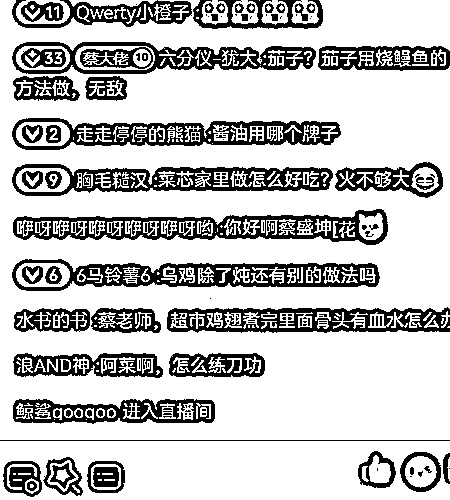 11 Qwerty小橙子:
33 蔡大佬 10 六分仪-犹大:茄子？茄子用烧鳗鱼的
方法做，无敌
2 走走停停的熊猫:酱油用哪个牌子
9 胸毛糙汉:菜芯家里做怎么好吃？火不够大
咿呀咿呀咿呀咿呀咿呀哟:你好啊蔡盛坤[花
6 6马铃薯6:乌鸡除了炖还有别的做法吗
水书的书:蔡老师，超市鸡翅煮完里面骨头有血水怎么办
浪AND神:阿菜啊，怎么练刀功
鲸鲨qooqoo 进入直播间